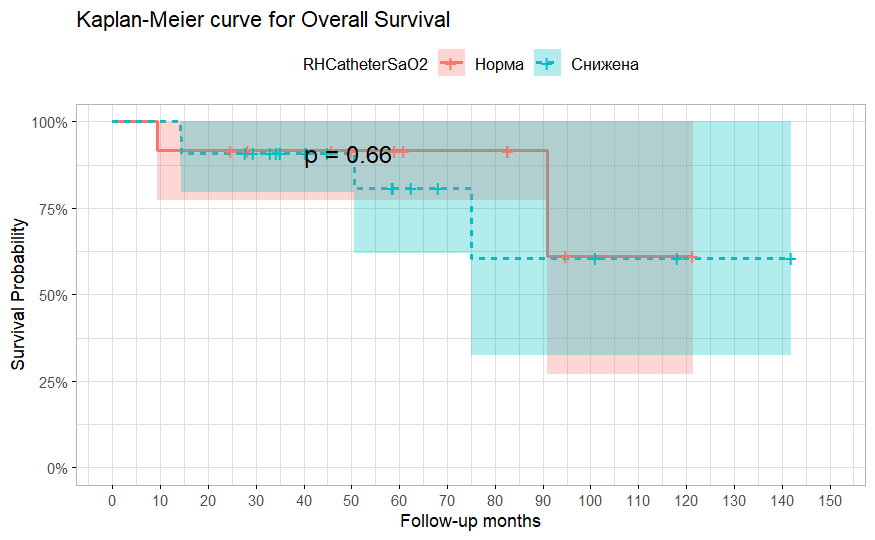 Kaplan-Meier curve for Overall Survival
RHCatheterSaO2 Норма Снижена
100%
p = 0.66
75%
50%
25%
0%
Survival Probability
0 10 20 30 40 50 60 70 80 90 100 110 120 130 140 150
Follow-up months